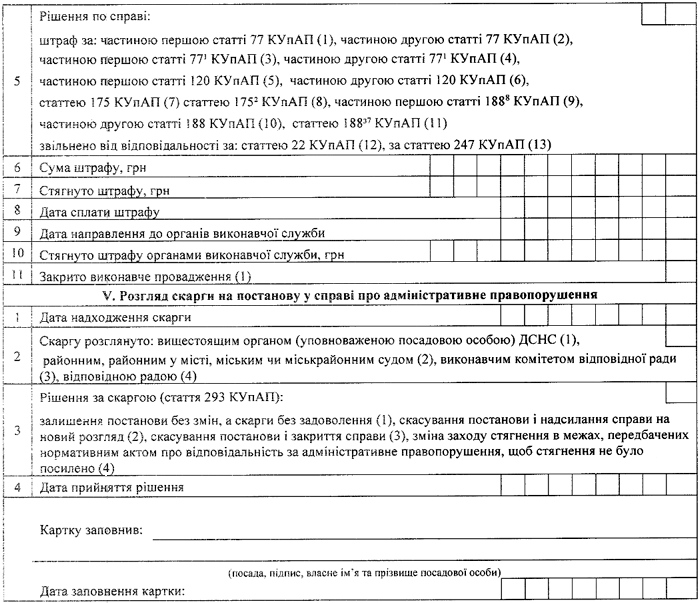 5 Рішення по справі:
штраф за: частиною першою статті 77 КУпАП (1), частиною другою статті 77 КУпАП (2),
частиною першою статті 77¹ КУпАП (3), частиною другою статті 77¹ КУпАП (4),
частиною першою статті 120 КУпАП (5), частиною другою статті 120 КУпАП (6),
статтею 175 КУпАП (7) статтею 175² КУпАП (8), частиною першою статті 188⁸ КУпАП (9),
частиною другою статті 188 КУпАП (10), статтею 188³⁷ КУпАП (11)
звільнено від відповідальності за: статтею 22 КУпАП (12), за статтею 247 КУпАП (13)
6 Сума штрафу, грн
7 Стягнуто штрафу, грн
8 Дата сплати штрафу
9 Дата направлення до органів виконавчої служби
10 Стягнуто штрафу органами виконавчої служби, грн
11 Закрито виконавче провадження (1)
V. Розгляд скарги на постанову у справі про адміністративне правопорушення
1 Дата надходження скарги
2 Скаргу розглянуто: вищестоящим органом (уповноваженою посадовою особою) ДСНС (1),
районним, районним у місті, міським чи міськрайонним судом (2), виконавчим комітетом відповідної ради
(3), відповідною радою (4)
3 Рішення за скаргою (стаття 293 КУпАП):
залишення постанови без змін, а скарги без задоволення (1), скасування постанови і надсилання справи на
новий розгляд (2), скасування постанови і закриття справи (3), зміна заходу стягнення в межах, передбачених
нормативним актом про відповідальність за адміністративне правопорушення, щоб стягнення не було
посилено (4)
4 Дата прийняття рішення
Картку заповнив:
(посада, підпис, власне ім’я та прізвище посадової особи)
Дата заповнення картки: